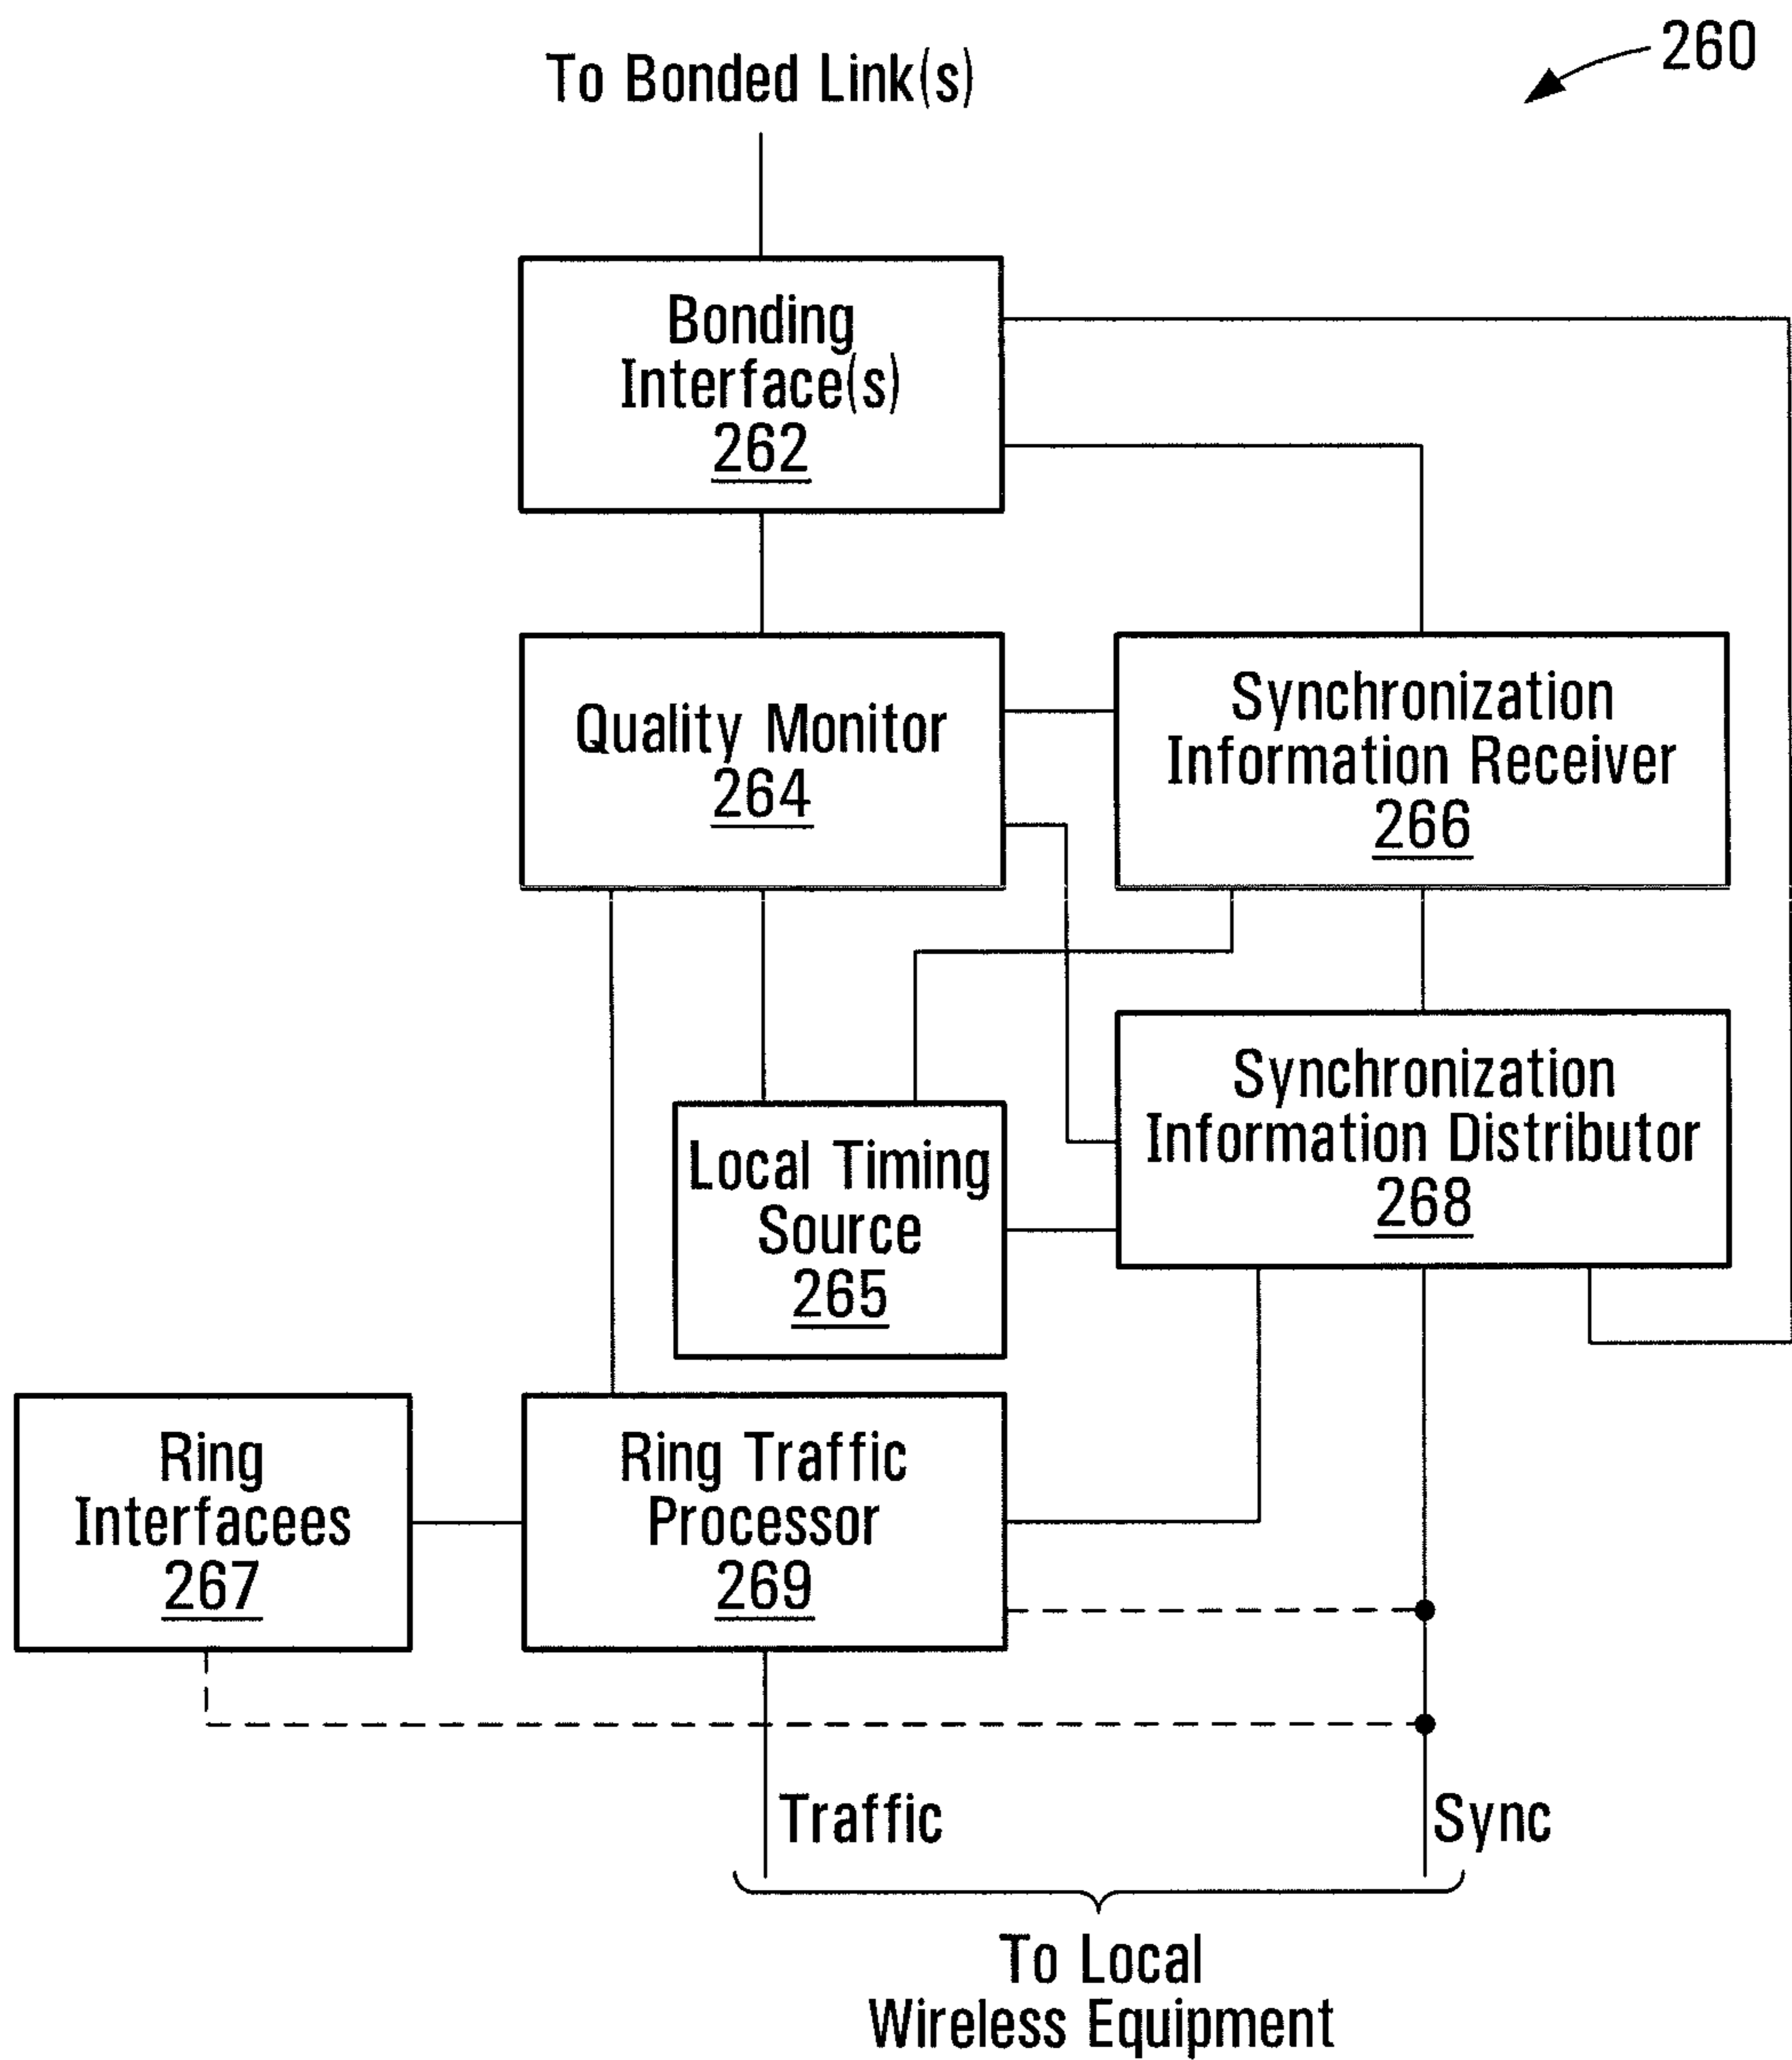 260
To Bonded Link(s)
Bonding
Interface(s)
262
Quality Monitor
264
Synchronization
Information Receiver
266
Local Timing
Source
265
Synchronization
Information Distributor
268
Ring
Interfacees
267
Ring Traffic
Processor
269
Traffic
Sync
To Local
Wireless Equipment